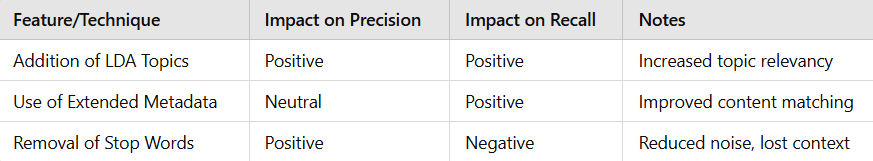 Feature/Technique Impact on Precision Impact on Recall Notes
Addition of LDA Topics Positive Positive Increased topic relevancy
Use of Extended Metadata Neutral Positive Improved content matching
Removal of Stop Words Positive Negative Reduced noise, lost context